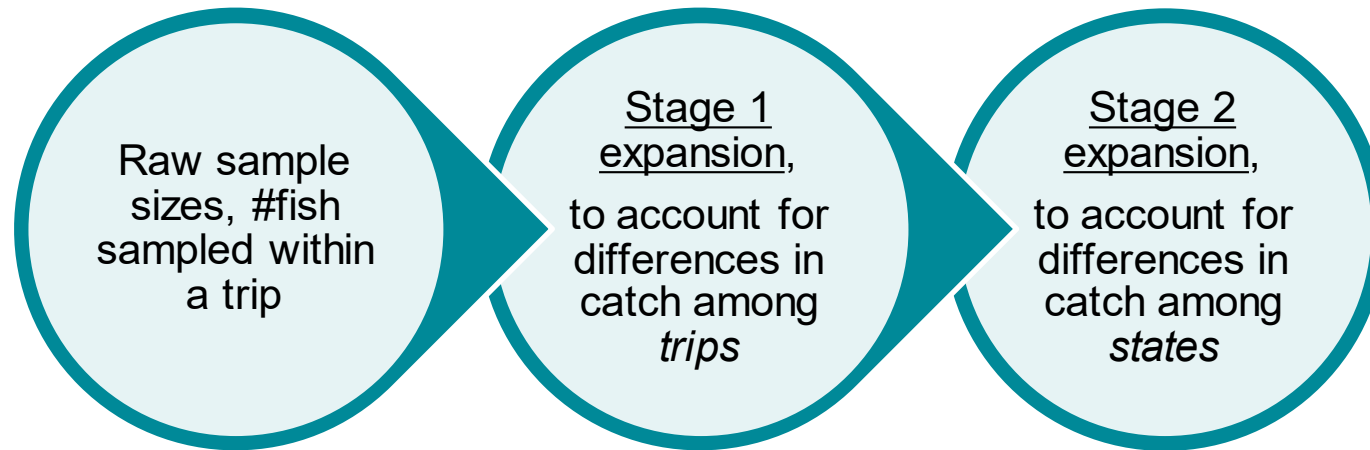 Raw sample
sizes, #fish
sampled within
a trip
Stage 1
expansion,
to account for
differences in
catch among
trips
Stage 2
expansion,
to account for
differences in
catch among
states